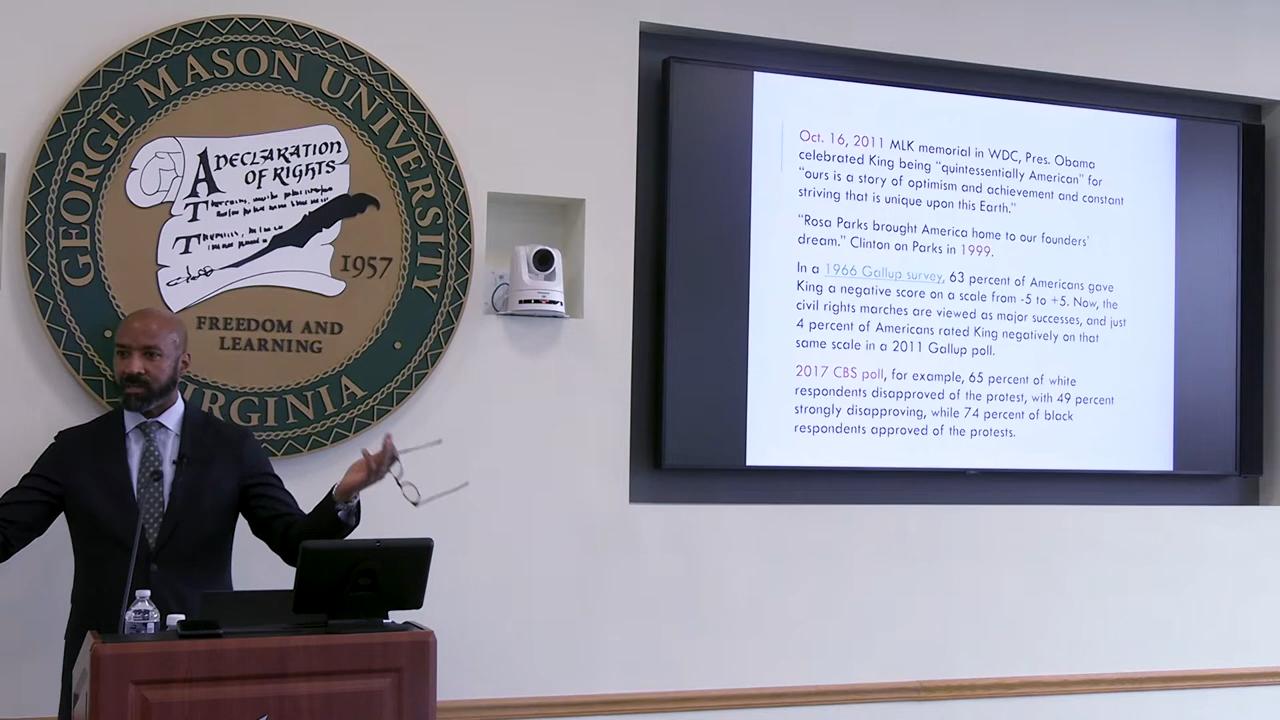 GEORGE MASON UNIVERSITY
A DECLARATION
OF RIGHTS
1957
FREEDOM AND
LEARNING
VIRGINIA
Oct. 16, 2011 MLK memorial in WDC, Pres. Obama
celebrated King being "quintessentially American" for
"ours is a story of optimism and achievement and constant
striving that is unique upon this Earth."
"Rosa Parks brought America home to our founders'
dream." Clinton on Parks in 1999.
In a 1966 Gallup survey, 63 percent of Americans gave
King a negative score on a scale from -5 to +5. Now, the
civil rights marches are viewed as major successes, and just
4 percent of Americans rated King negatively on that
same scale in a 2011 Gallup poll.
2017 CBS poll, for example, 65 percent of white
respondents disapproved of the protest, with 49 percent
strongly disapproving, while 74 percent of black
respondents approved of the protests.